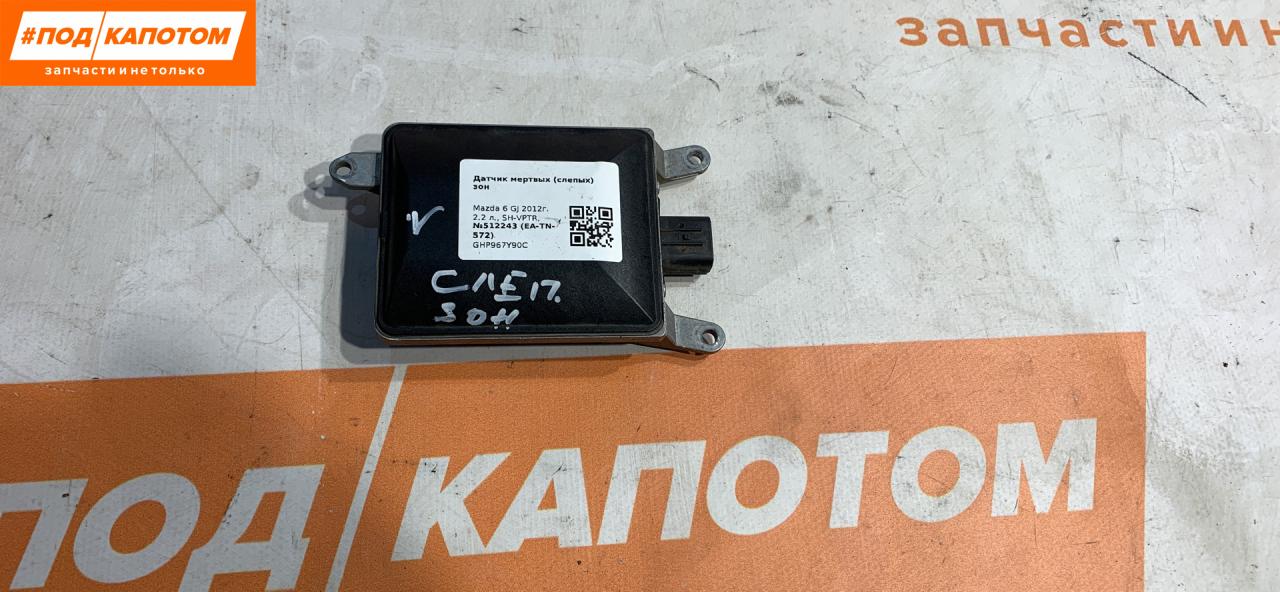 #ПОД/КАПОТОМ
запчасти и не только
запчасти и н
Датчик мертвых (слепых)
зон
Mazda 6 GJ 2012г.
2.2 л., SH-VPTR,
№512243 (EA-TN-
572)
GHP967Y90C
СЛЕП.
ЗОН
ПОД/КАПОТОМ